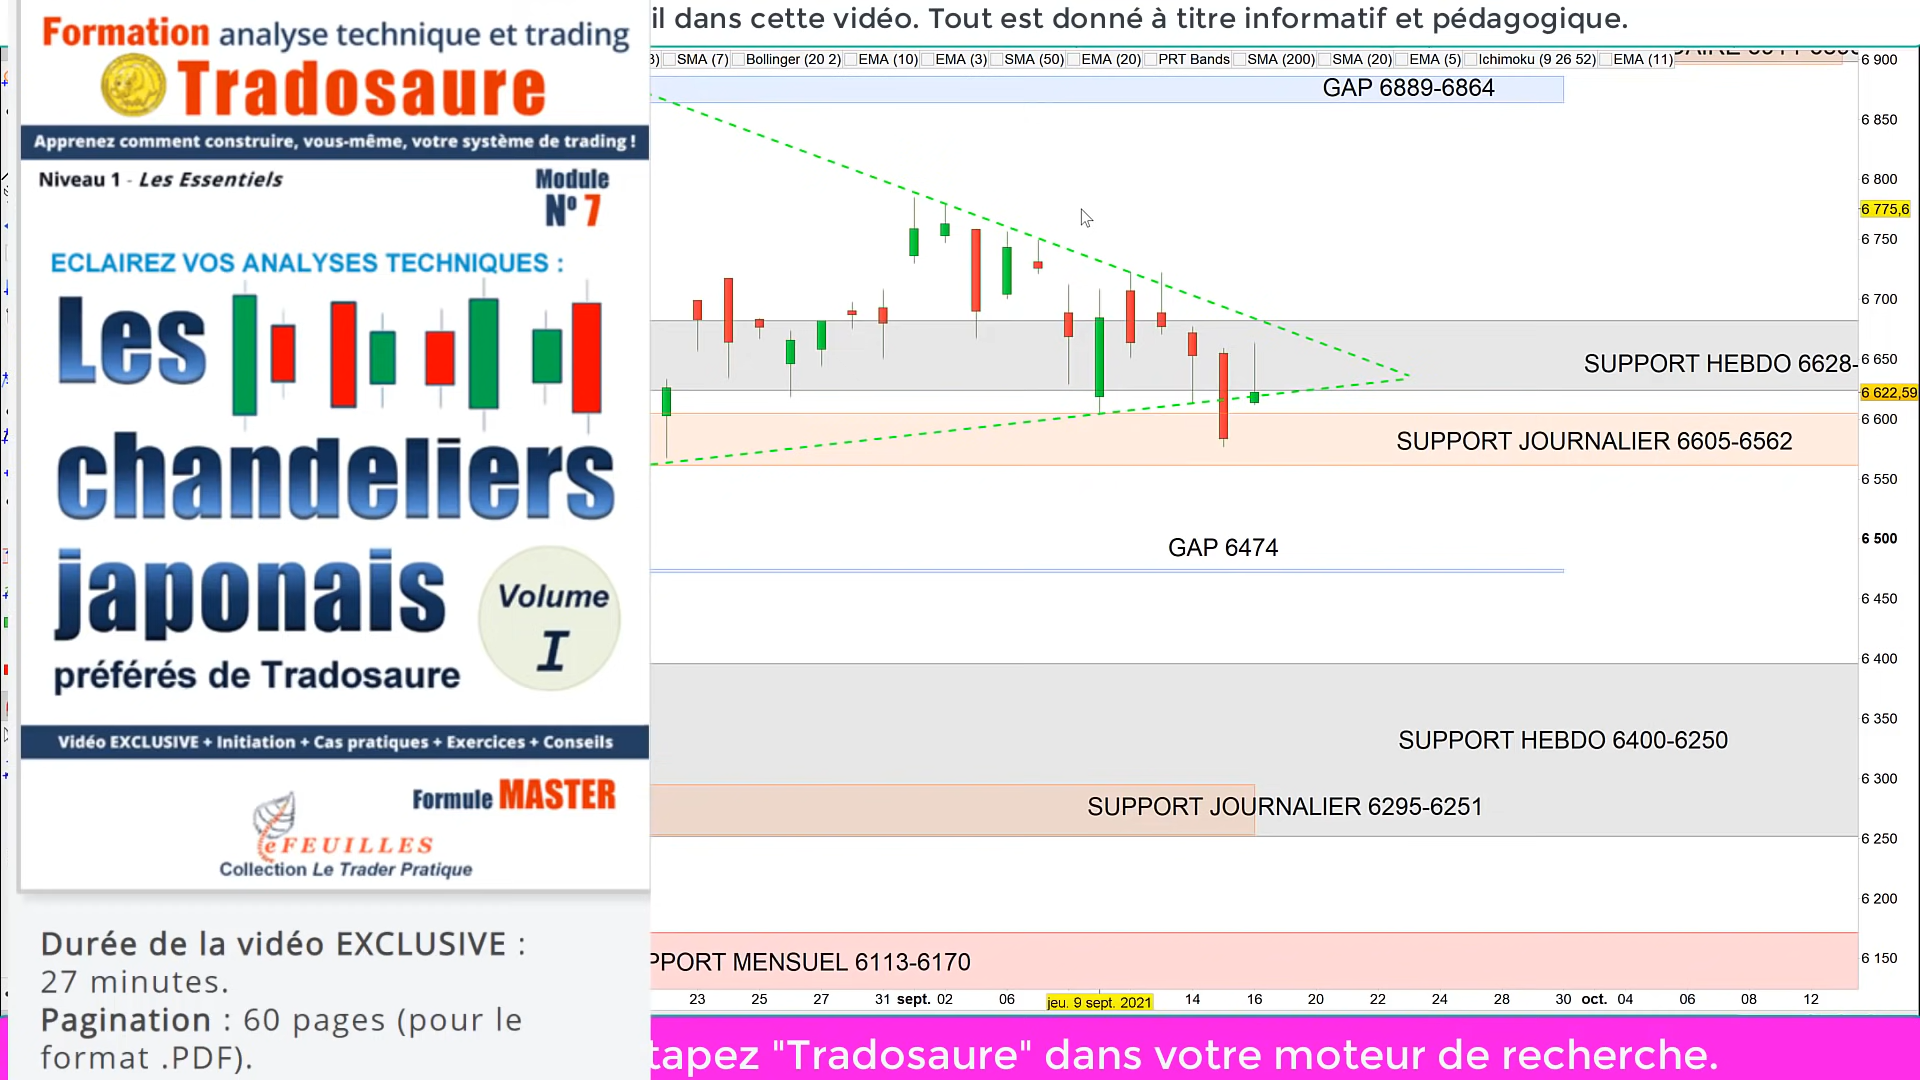 Formation analyse technique et trading
Tradosaure
Apprenez comment construire, vous-même, votre système de trading !
Niveau 1 - Les Essentiels
Module
N° 7
ECLAIREZ VOS ANALYSES TECHNIQUES :
Les
chandeliers
japonais
Volume
I
préférés de Tradosaure
Vidéo EXCLUSIVE + Initiation + Cas pratiques + Exercices + Conseils
Formule MASTER
eFEUILLES
Collection Le Trader Pratique
Durée de la vidéo EXCLUSIVE :
27 minutes.
Pagination : 60 pages (pour le
format .PDF).
il dans cette vidéo. Tout est donné à titre informatif et pédagogique.
SMA (7) Bollinger (20 2) EMA (10) EMA (3) SMA (50) EMA (20) PRT Bands SMA (200) SMA (20) EMA (5) Ichimoku (9 26 52) EMA (11)
GAP 6889-6864
SUPPORT HEBDO 6628-
SUPPORT JOURNALIER 6605-6562
GAP 6474
SUPPORT HEBDO 6400-6250
SUPPORT JOURNALIER 6295-6251
PPORT MENSUEL 6113-6170
6 900
6 850
6 800
6 775,6
6 750
6 700
6 650
6 622,59
6 600
6 550
6 500
6 450
6 400
6 350
6 300
6 250
6 200
6 150
23 25 27 31 sept. 02 06 jeu. 9 sept. 2021 14 16 20 22 24 28 30 oct. 04 06 08 12
tapez "Tradosaure" dans votre moteur de recherche.